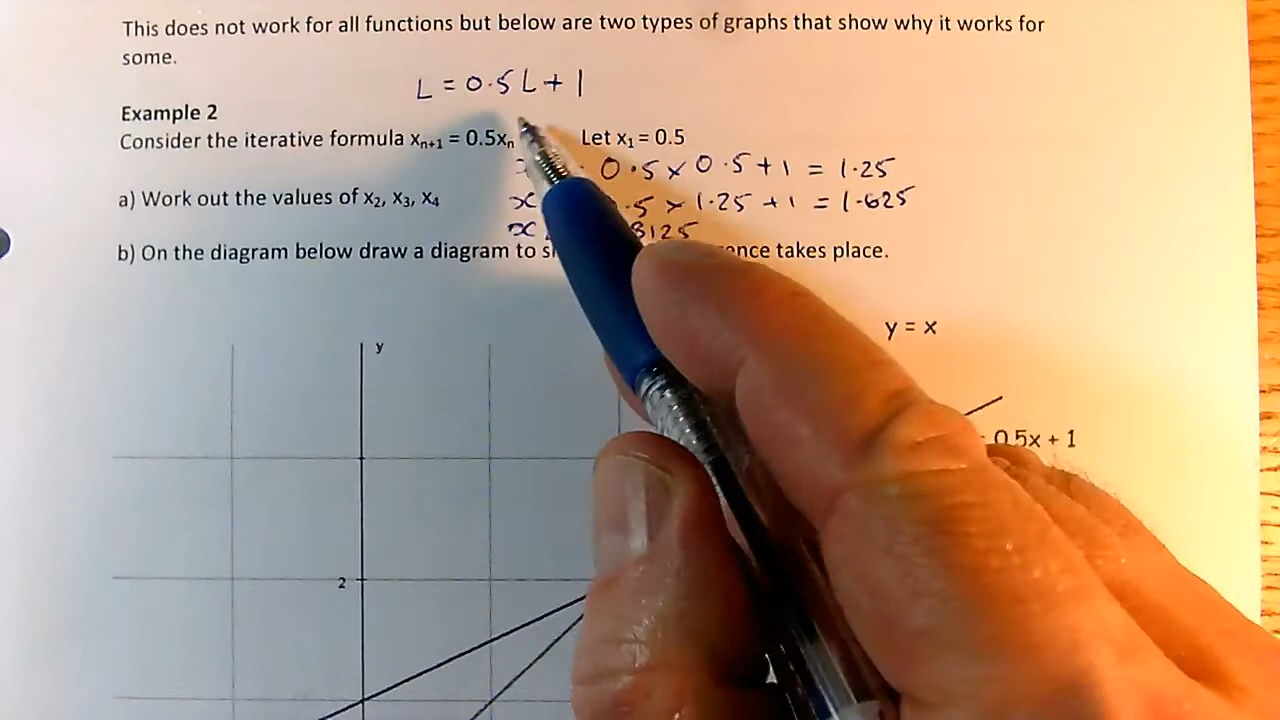 This does not work for all functions but below are two types of graphs that show why it works for
some.
L = 0.5L + 1
Example 2
Consider the iterative formula xₙ₊₁ = 0.5xₙ Let x₁ = 0.5
0.5 × 0.5 + 1 = 1.25
a) Work out the values of x₂, x₃, x₄ x .5 × 1.25 + 1 = 1.625
x 8125
b) On the diagram below draw a diagram to takes place.
y = x
y
0.5x + 1
2